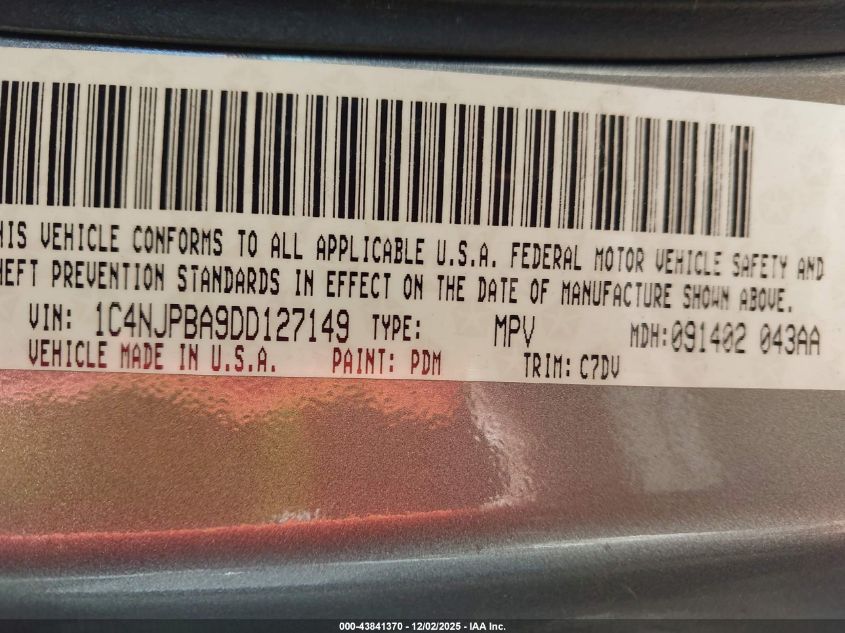 HIS VEHICLE CONFORMS TO ALL APPLICABLE U.S.A. FEDERAL MOTOR VEHICLE SAFETY AND
HEFT PREVENTION STANDARDS IN EFFECT ON THE DATE OF MANUFACTURE SHOWN ABOVE.
VIN: 1C4NJPBA9DD127149 TYPE: MPV MDH: 091402 043AA
VEHICLE MADE IN U.S.A. PAINT: PDM TRIM: C7DV
000-43841370 - 12/02/2025 - IAA Inc.